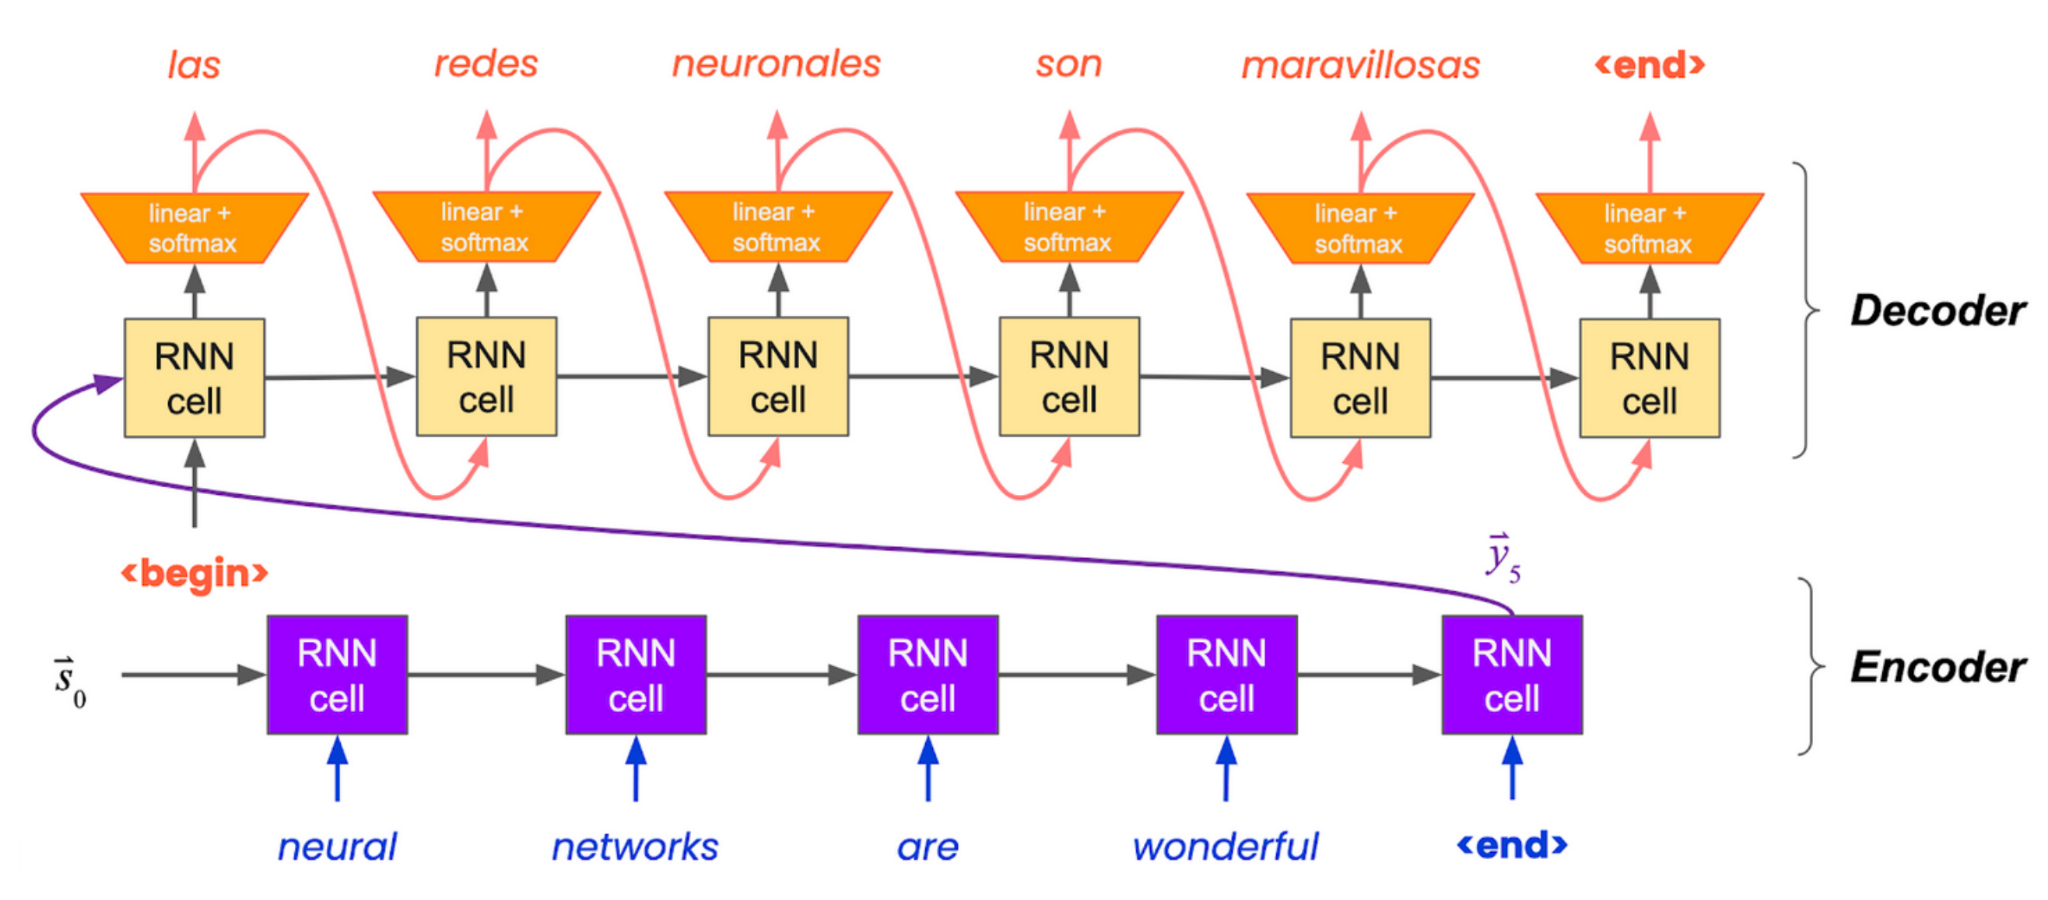 las redes neuronales son maravillosas <end>
linear + linear + linear + linear + linear + linear +
softmax softmax softmax softmax softmax softmax
RNN RNN RNN RNN RNN RNN
cell cell cell cell cell cell
Decoder
<begin>
y⃗5
s⃗0
RNN RNN RNN RNN RNN
cell cell cell cell cell
Encoder
neural networks are wonderful <end>